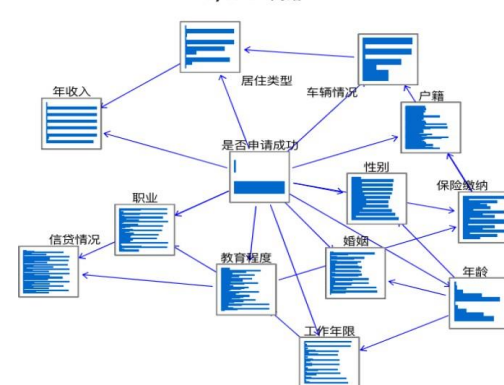 居住类型
年收入
车辆情况
户籍
是否申请成功
性别
保险缴纳
职业
信贷情况
婚姻
教育程度
年龄
工作年限